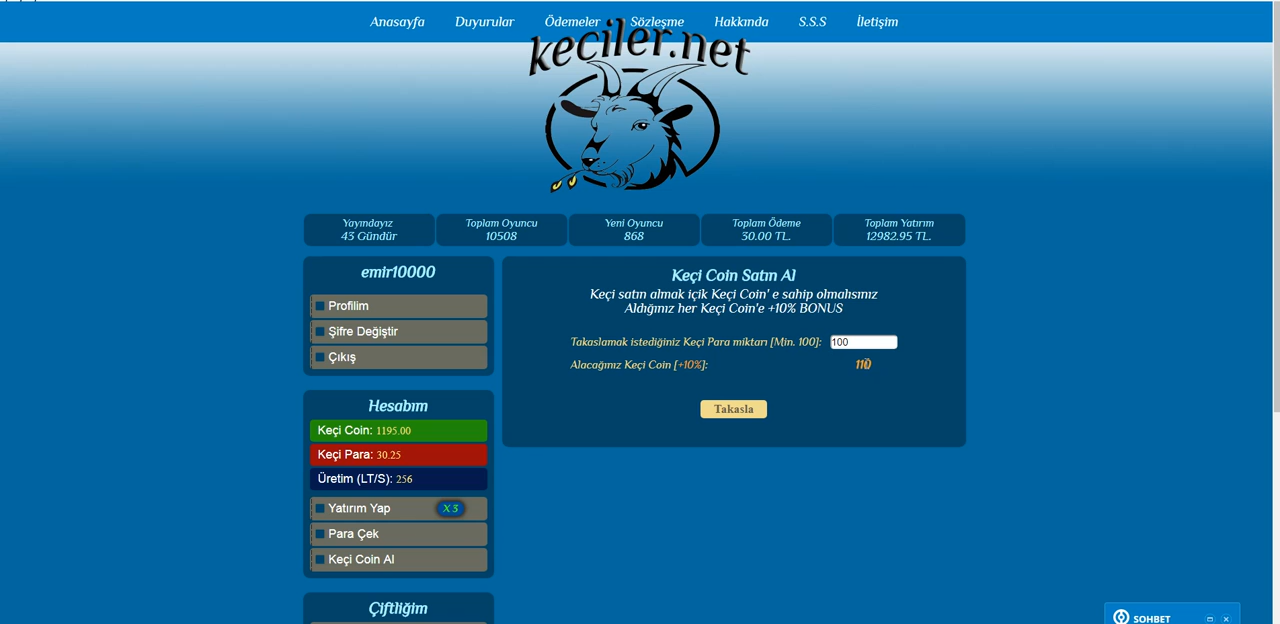 Anasayfa Duyurular Ödemeler Sözleşme Hakkında S.S.S İletişim
keciler.net
Yayındayız
43 Gündür
Toplam Oyuncu
10508
Yeni Oyuncu
868
Toplam Ödeme
30.00 TL.
Toplam Yatırım
12982.95 TL.
emir10000
Profilim
Şifre Değiştir
Çıkış
Hesabım
Keçi Coin: 1195.00
Keçi Para: 30.25
Üretim (LT/S): 256
Yatırım Yap X3
Para Çek
Keçi Coin Al
Çiftliğim
Keçi Coin Satın Al
Keçi satın almak içik Keçi Coin' e sahip olmalısınız
Aldığınız her Keçi Coin'e +10% BONUS
Takaslamak istediğiniz Keçi Para miktarı [Min. 100]: 100
Alacağınız Keçi Coin [+10%]: 110
Takasla
SOHBET